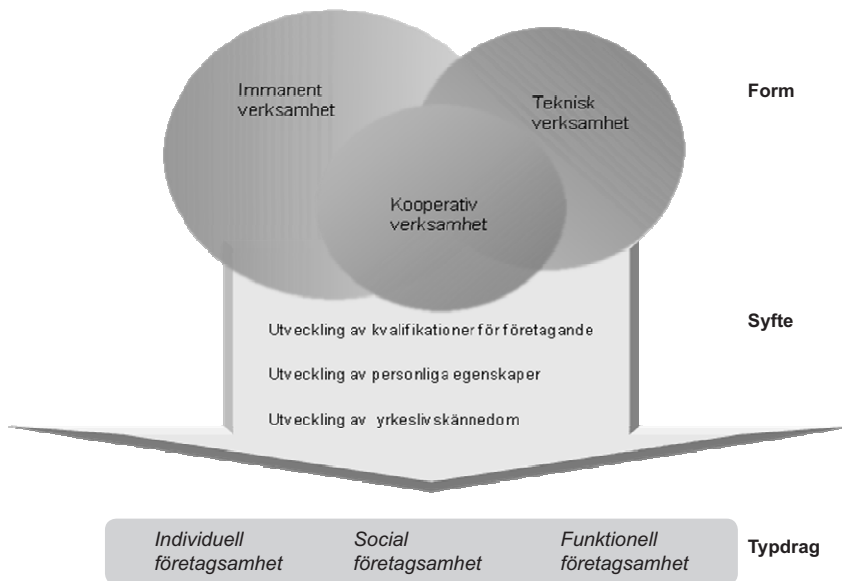 Immanent
verksamhet
Teknisk
verksamhet
Form
Kooperativ
verksamhet
Syfte
Utveckling av kvalifikationer för företagande
Utveckling av personliga egenskaper
Utveckling av yrkeslivskännedom
Individuell
företagsamhet
Social
företagsamhet
Funktionell
företagsamhet
Typdrag